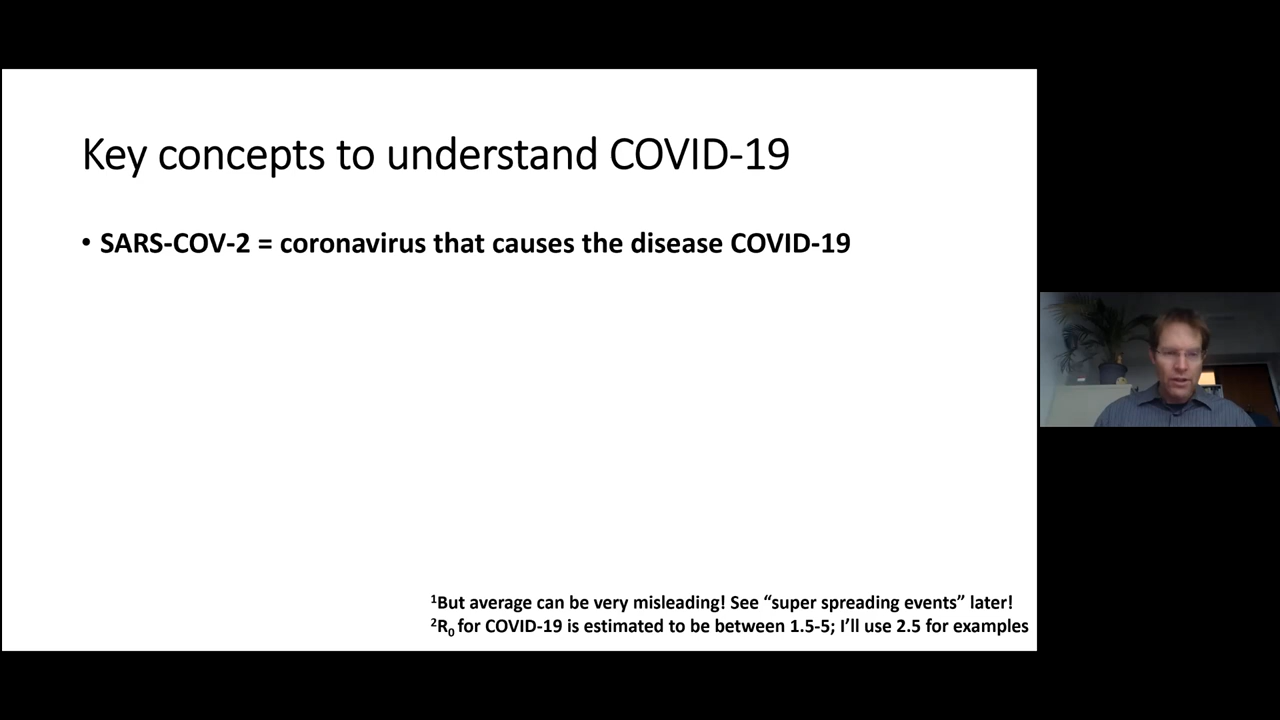 Key concepts to understand COVID-19
• SARS-COV-2 = coronavirus that causes the disease COVID-19
¹But average can be very misleading! See “super spreading events” later!
²R₀ for COVID-19 is estimated to be between 1.5-5; I’ll use 2.5 for examples